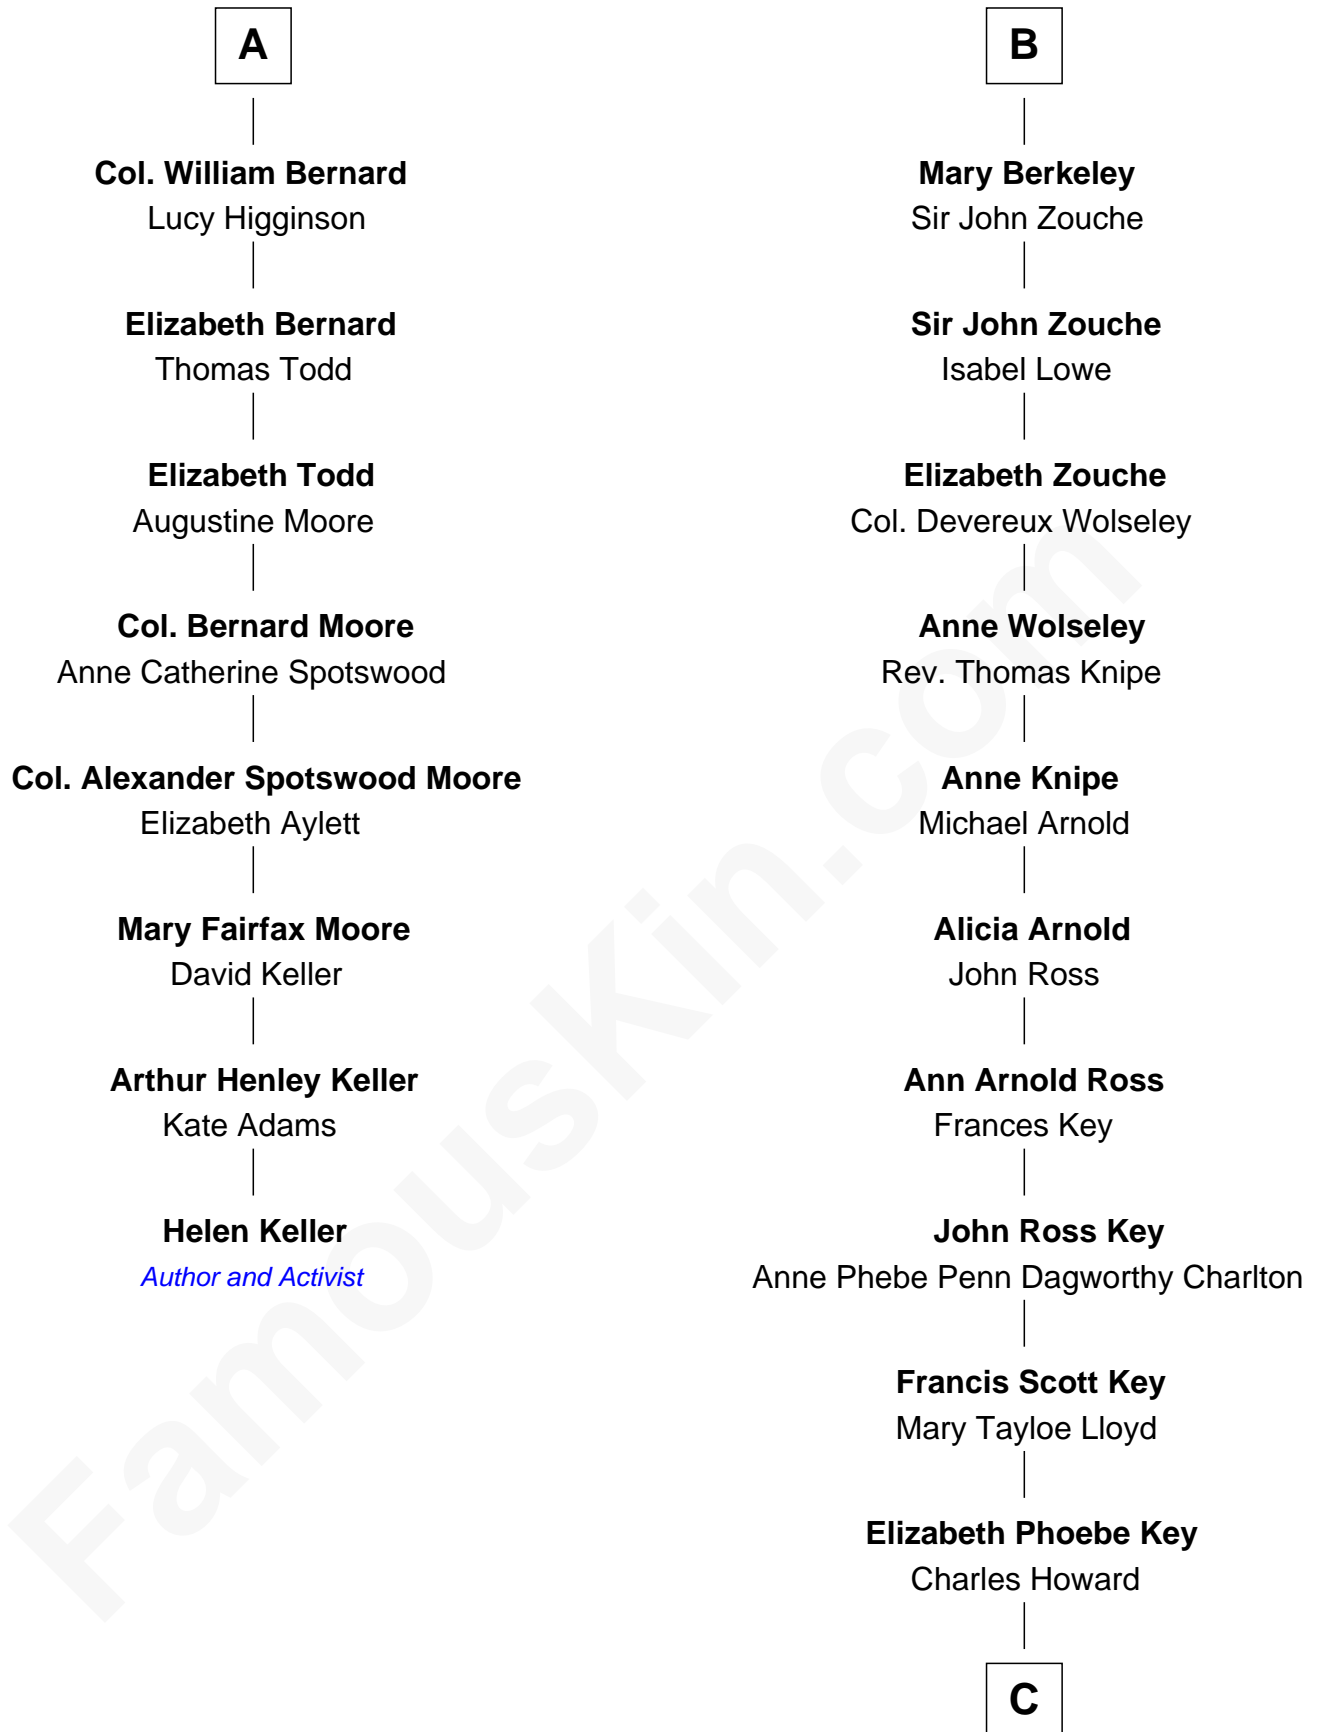 A
Col. William Bernard
Lucy Higginson
Elizabeth Bernard
Thomas Todd
Elizabeth Todd
Augustine Moore
Col. Bernard Moore
Anne Catherine Spotswood
Col. Alexander Spotswood Moore
Elizabeth Aylett
Mary Fairfax Moore
David Keller
Arthur Henley Keller
Kate Adams
Helen Keller
Author and Activist
B
Mary Berkeley
Sir John Zouche
Sir John Zouche
Isabel Lowe
Elizabeth Zouche
Col. Devereux Wolseley
Anne Wolseley
Rev. Thomas Knipe
Anne Knipe
Michael Arnold
Alicia Arnold
John Ross
Ann Arnold Ross
Frances Key
John Ross Key
Anne Phebe Penn Dagworthy Charlton
Francis Scott Key
Mary Tayloe Lloyd
Elizabeth Phoebe Key
Charles Howard
C
FamousKin.com